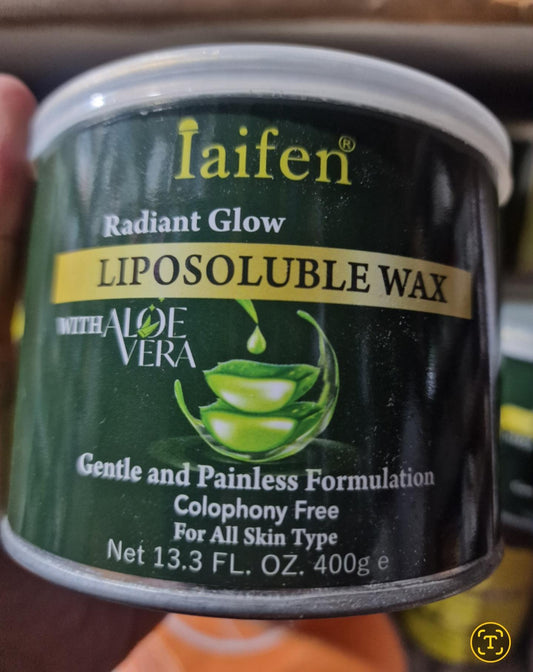 Iaifen®
Radiant Glow
LIPOSOLUBLE WAX
WITH ALOE
VERA
Gentle and Painless Formulation
Colophony Free
For All Skin Type
Net 13.3 FL. OZ. 400g e
T